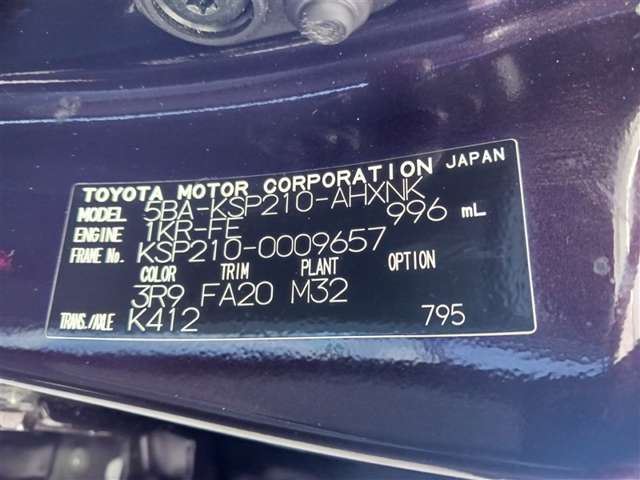 TOYOTA MOTOR CORPORATION JAPAN
MODEL 5BA-KSP210-AHXNK
ENGINE 1KR-FE 996 mL
FRAME No. KSP210-0009657
COLOR TRIM PLANT OPTION
3R9 FA20 M32
TRANS./AXLE K412 795